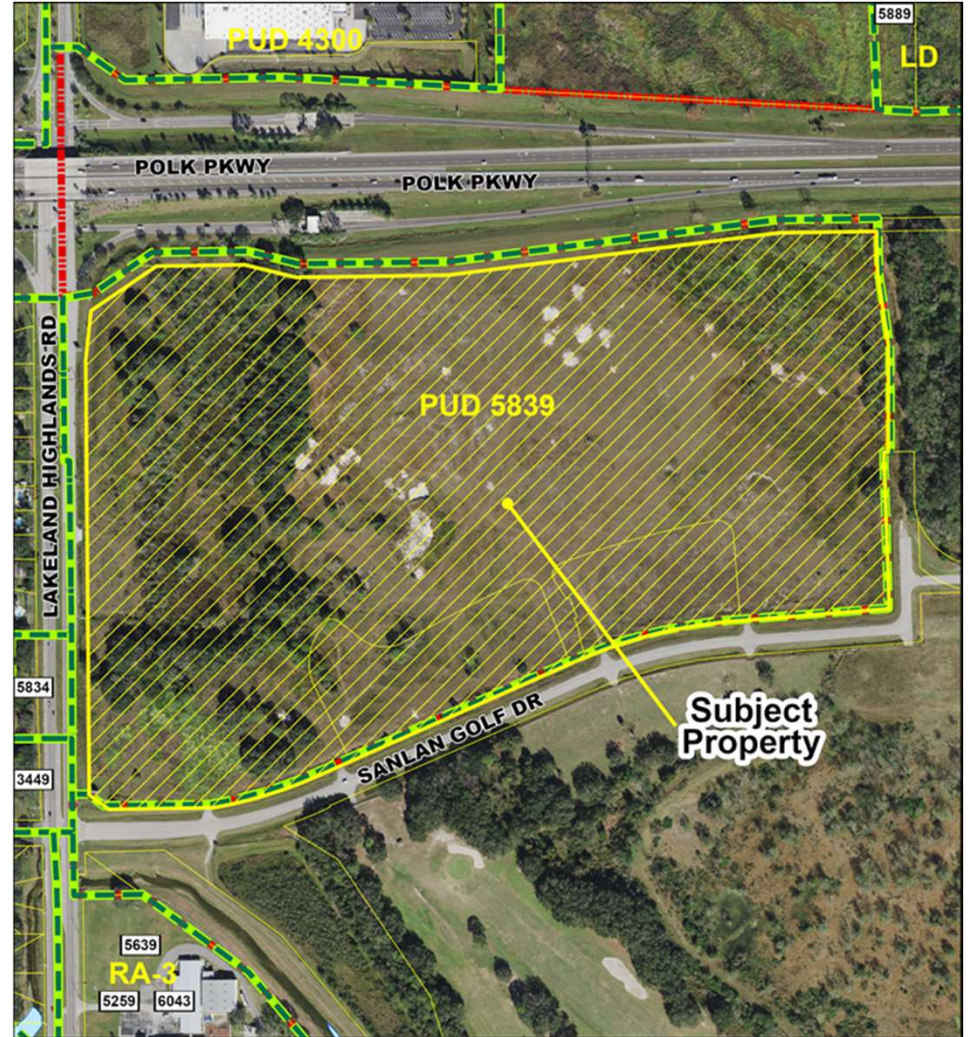 5889
PUD 4300
LD
POLK PKWY
POLK PKWY
LAKELAND HIGHLANDS RD
PUD 5839
5834
Subject
Property
SANLAN GOLF DR
3449
5639
RA-3
5259
6043